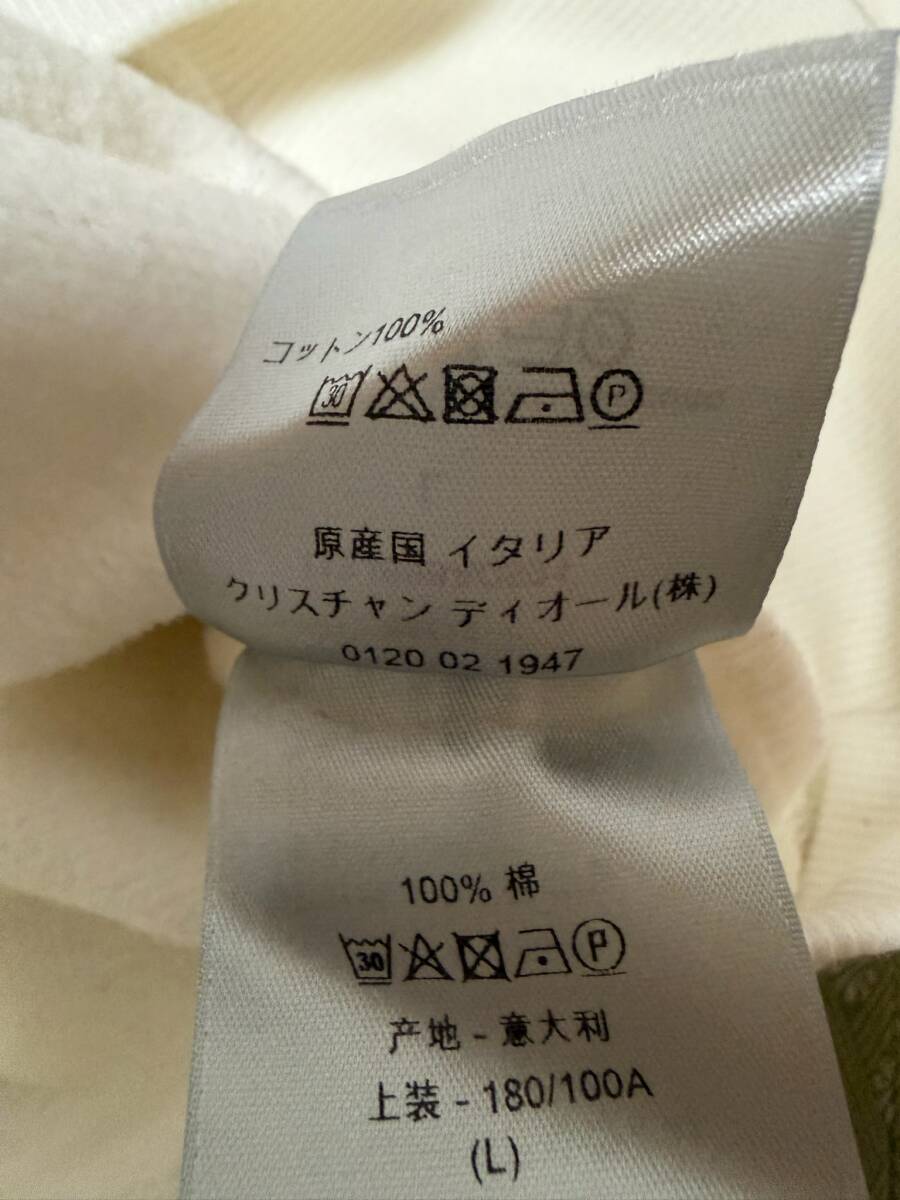 コットン100%
30 P
原産国 イタリア
クリスチャン ディオール(株)
0120 02 1947
100% 棉
30 P
产地 - 意大利
上装 - 180/100A
(L)